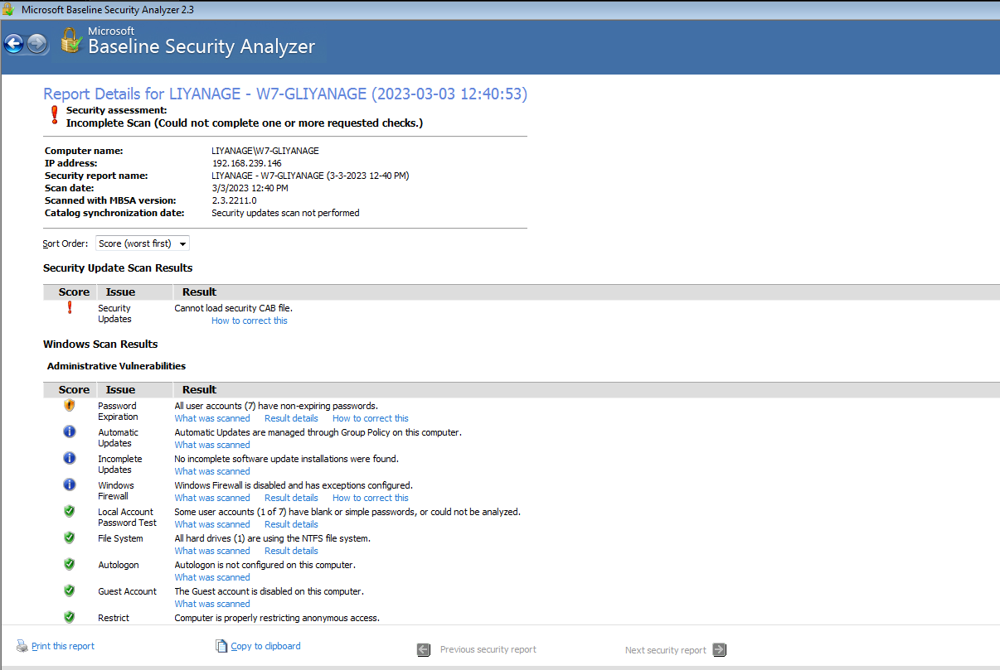 Microsoft Baseline Security Analyzer 2.3
Microsoft
Baseline Security Analyzer
Report Details for LIYANAGE - W7-GLIYANAGE (2023-03-03 12:40:53)
Security assessment:
Incomplete Scan (Could not complete one or more requested checks.)
Computer name: LIYANAGE\W7-GLIYANAGE
IP address: 192.168.239.146
Security report name: LIYANAGE - W7-GLIYANAGE (3-3-2023 12-40 PM)
Scan date: 3/3/2023 12:40 PM
Scanned with MBSA version: 2.3.2211.0
Catalog synchronization date: Security updates scan not performed
Sort Order: Score (worst first)
Security Update Scan Results
Score Issue Result
Security Cannot load security CAB file.
Updates How to correct this
Windows Scan Results
Administrative Vulnerabilities
Score Issue Result
Password All user accounts (7) have non-expiring passwords.
Expiration What was scanned Result details How to correct this
Automatic Automatic Updates are managed through Group Policy on this computer.
Updates What was scanned
Incomplete No incomplete software update installations were found.
Updates What was scanned
Windows Windows Firewall is disabled and has exceptions configured.
Firewall What was scanned Result details How to correct this
Local Account Some user accounts (1 of 7) have blank or simple passwords, or could not be analyzed.
Password Test What was scanned Result details
File System All hard drives (1) are using the NTFS file system.
What was scanned Result details
Autologon Autologon is not configured on this computer.
What was scanned
Guest Account The Guest account is disabled on this computer.
What was scanned
Restrict Computer is properly restricting anonymous access.
Print this report Copy to clipboard Previous security report Next security report